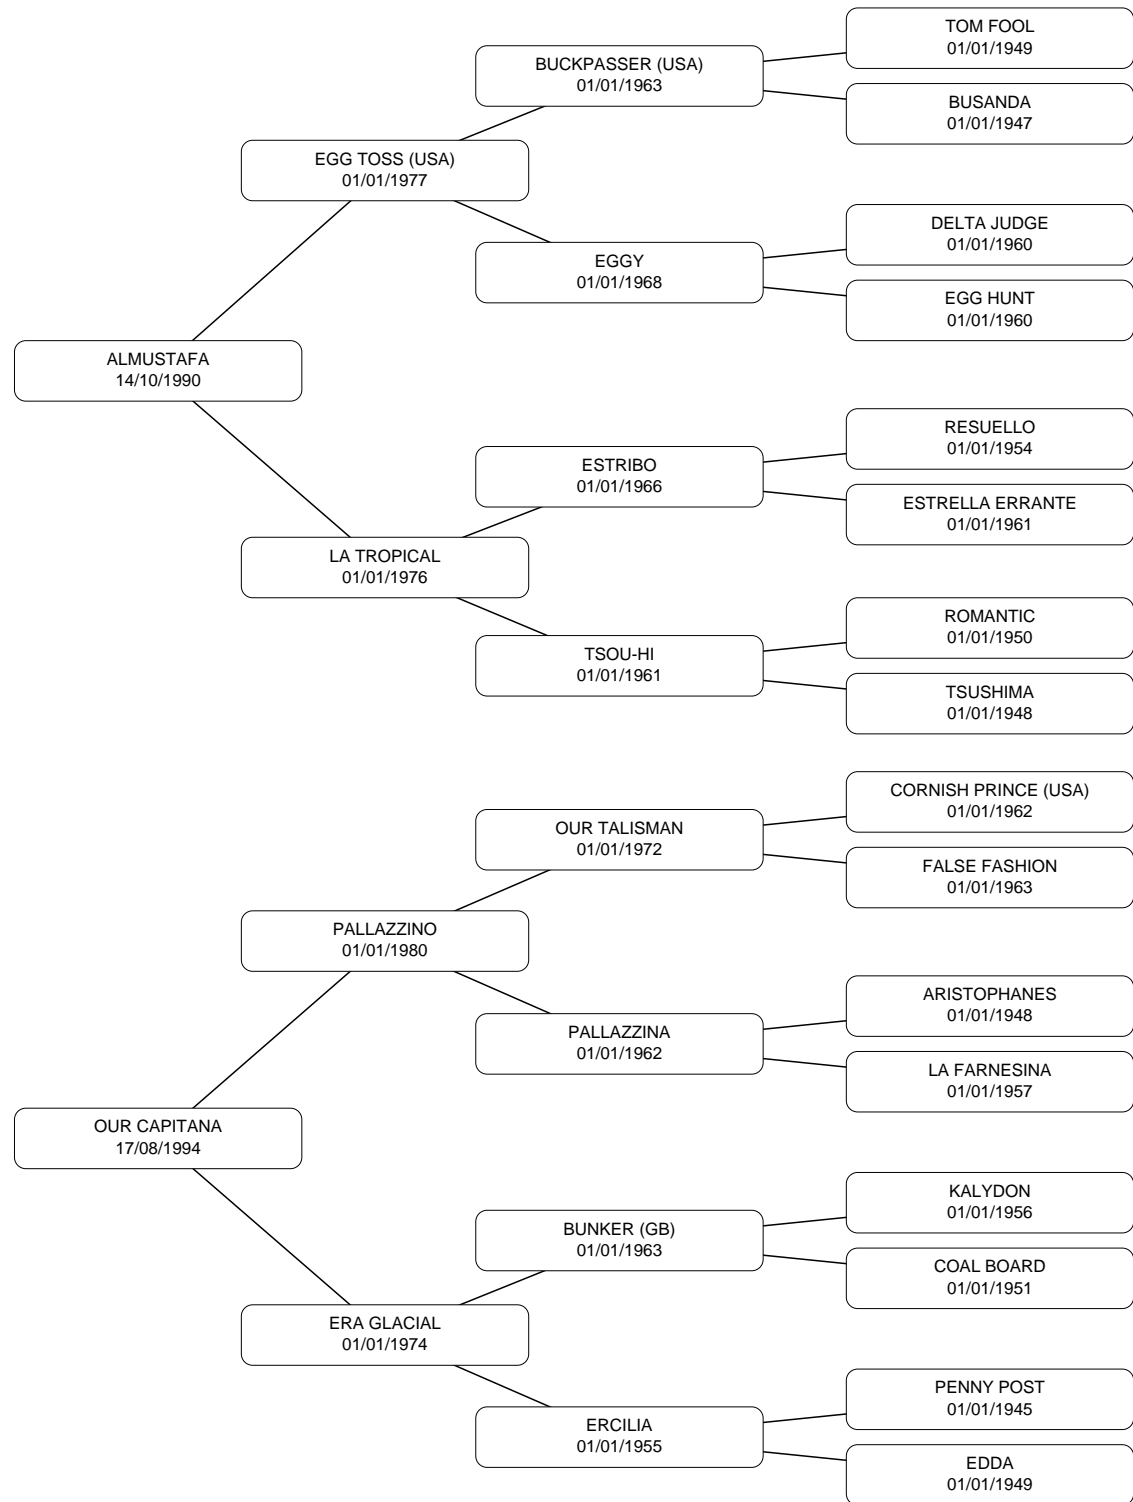 TOM FOOL
01/01/1949
BUCKPASSER (USA)
01/01/1963
BUSANDA
01/01/1947
EGG TOSS (USA)
01/01/1977
DELTA JUDGE
01/01/1960
EGGY
01/01/1968
EGG HUNT
01/01/1960
ALMUSTAFA
14/10/1990
RESUELLO
01/01/1954
ESTRIBO
01/01/1966
ESTRELLA ERRANTE
01/01/1961
LA TROPICAL
01/01/1976
ROMANTIC
01/01/1950
TSOU-HI
01/01/1961
TSUSHIMA
01/01/1948
CORNISH PRINCE (USA)
01/01/1962
OUR TALISMAN
01/01/1972
FALSE FASHION
01/01/1963
PALLAZZINO
01/01/1980
ARISTOPHANES
01/01/1948
PALLAZZINA
01/01/1962
LA FARNESINA
01/01/1957
OUR CAPITANA
17/08/1994
KALYDON
01/01/1956
BUNKER (GB)
01/01/1963
COAL BOARD
01/01/1951
ERA GLACIAL
01/01/1974
PENNY POST
01/01/1945
ERCILIA
01/01/1955
EDDA
01/01/1949